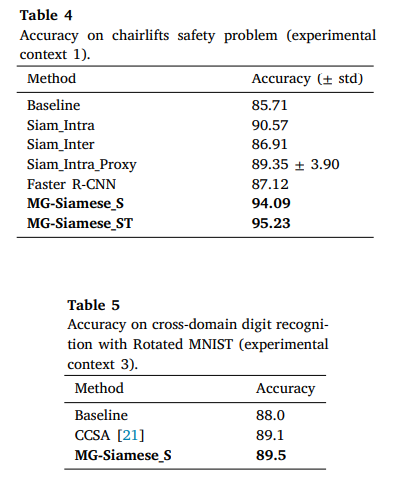 Table 4
Accuracy on chairlifts safety problem (experimental
context 1).
Method Accuracy (± std)
Baseline 85.71
Siam_Intra 90.57
Siam_Inter 86.91
Siam_Intra_Proxy 89.35 ± 3.90
Faster R-CNN 87.12
MG-Siamese_S 94.09
MG-Siamese_ST 95.23
Table 5
Accuracy on cross-domain digit recogni-
tion with Rotated MNIST (experimental
context 3).
Method Accuracy
Baseline 88.0
CCSA [21] 89.1
MG-Siamese_S 89.5